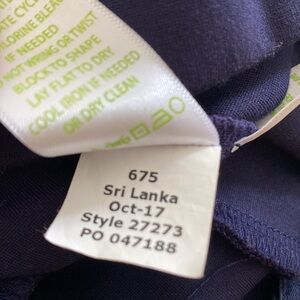 CHLORINE BLEACH
IF NEEDED
NOT WRING OR TWIST
BLOCK TO SHAPE
LAY FLAT TO DRY
COOL IRON IF NEEDED
OR DRY CLEAN
675
Sri Lanka
Oct-17
Style 27273
PO 047188